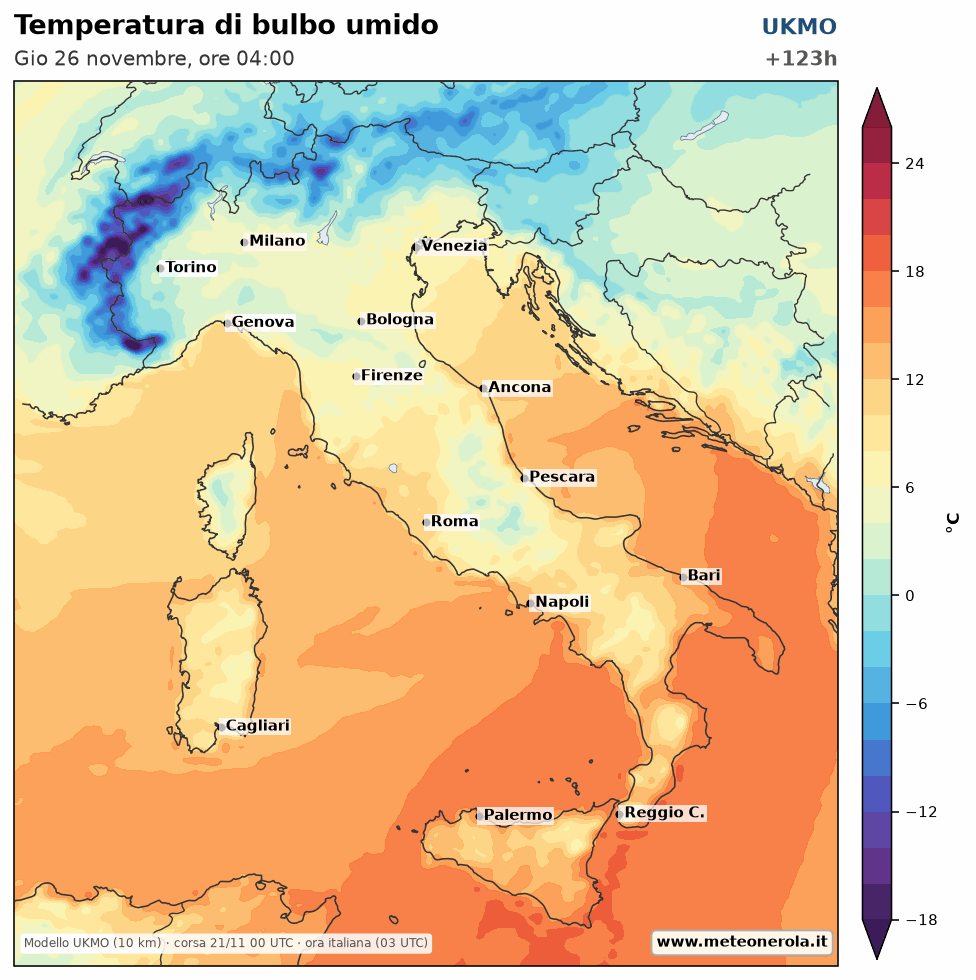 Temperatura di bulbo umido
UKMO
Gio 26 novembre, ore 04:00
+123h
Milano
Venezia
Torino
Genova
Bologna
Firenze
Ancona
Pescara
Roma
Bari
Napoli
Cagliari
Palermo
Reggio C.
24
18
12
6
0
−6
−12
−18
°C
Modello UKMO (10 km) · corsa 21/11 00 UTC · ora italiana (03 UTC)
www.meteonerola.it